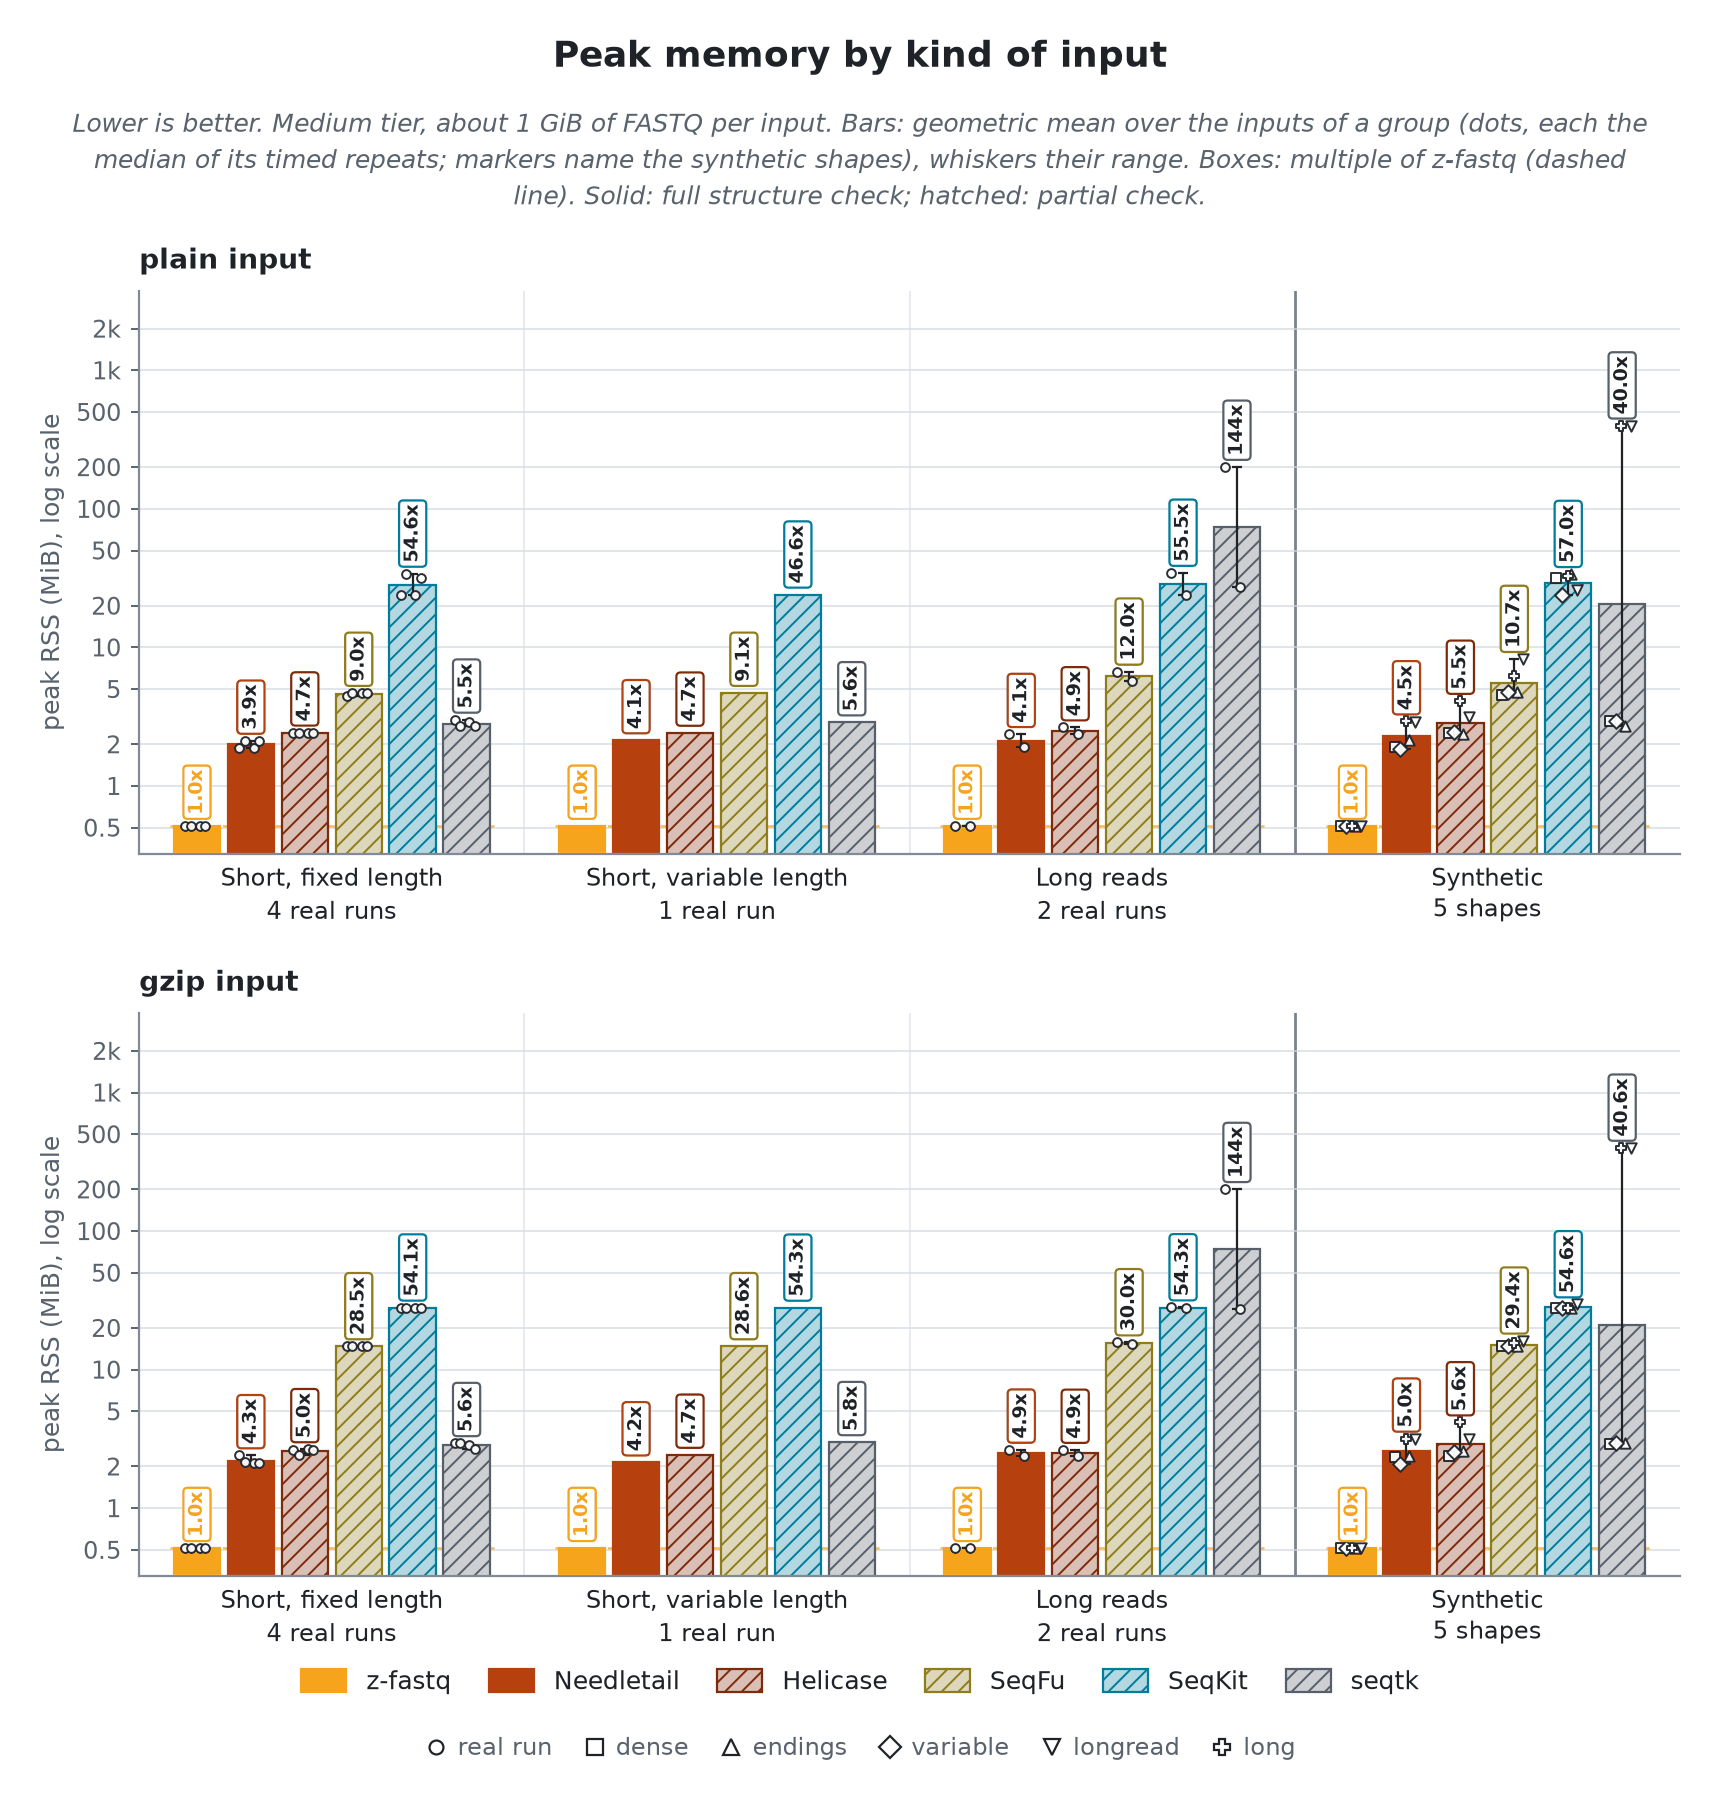 Peak memory by kind of input
Lower is better. Medium tier, about 1 GiB of FASTQ per input. Bars: geometric mean over the inputs of a group (dots, each the
median of its timed repeats; markers name the synthetic shapes), whiskers their range. Boxes: multiple of z-fastq (dashed
line). Solid: full structure check; hatched: partial check.
plain input
peak RSS (MiB), log scale
2k
1k
500
200
100
50
20
10
5
2
1
0.5
1.0x 3.9x 4.7x 9.0x 54.6x 5.5x
1.0x 4.1x 4.7x 9.1x 46.6x 5.6x
1.0x 4.1x 4.9x 12.0x 55.5x 144x
1.0x 4.5x 5.5x 10.7x 57.0x 40.0x
Short, fixed length
4 real runs
Short, variable length
1 real run
Long reads
2 real runs
Synthetic
5 shapes
gzip input
peak RSS (MiB), log scale
2k
1k
500
200
100
50
20
10
5
2
1
0.5
1.0x 4.3x 5.0x 28.5x 54.1x 5.6x
1.0x 4.2x 4.7x 28.6x 54.3x 5.8x
1.0x 4.9x 4.9x 30.0x 54.3x 144x
1.0x 5.0x 5.6x 29.4x 54.6x 40.6x
Short, fixed length
4 real runs
Short, variable length
1 real run
Long reads
2 real runs
Synthetic
5 shapes
z-fastq Needletail Helicase SeqFu SeqKit seqtk
real run dense endings variable longread long